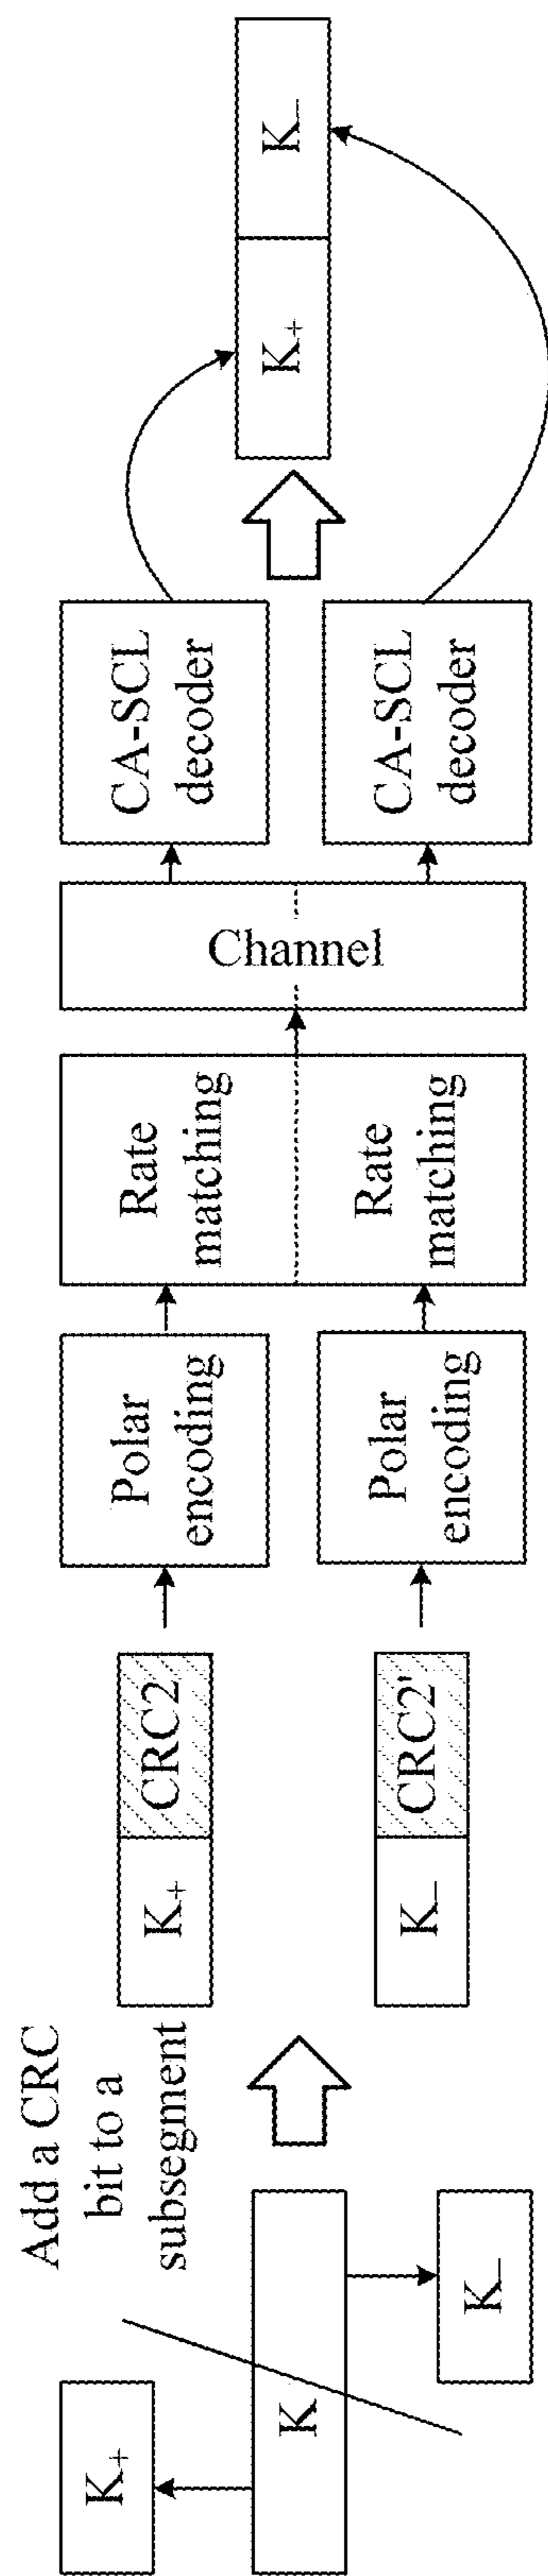 K₊
K
K₋
Add a CRC
bit to a
subsegment
K₊
CRC2
K₋
CRC2'
Polar
encoding
Polar
encoding
Rate
matching
Rate
matching
Channel
CA-SCL
decoder
CA-SCL
decoder
K₊
K₋